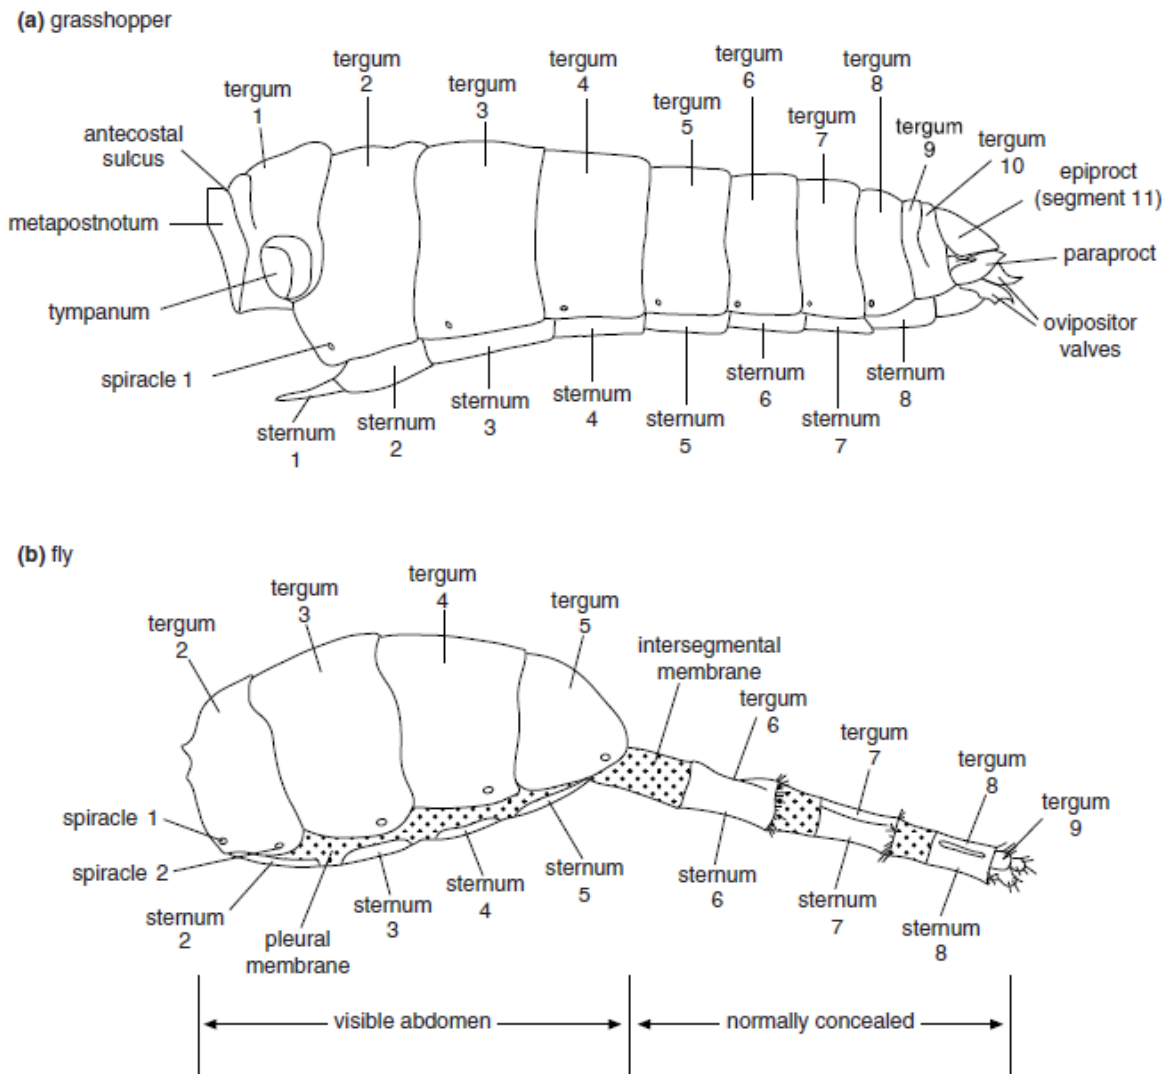 (a) grasshopper
tergum
1
tergum
2
tergum
3
tergum
4
tergum
5
tergum
6
tergum
7
tergum
8
tergum
9
tergum
10
antecostal
sulcus
metapostnotum
tympanum
spiracle 1
epiproct
(segment 11)
paraproct
ovipositor
valves
sternum
1
sternum
2
sternum
3
sternum
4
sternum
5
sternum
6
sternum
7
sternum
8
(b) fly
tergum
2
tergum
3
tergum
4
tergum
5
intersegmental
membrane
tergum
6
tergum
7
tergum
8
tergum
9
spiracle 1
spiracle 2
sternum
2
pleural
membrane
sternum
3
sternum
4
sternum
5
sternum
6
sternum
7
sternum
8
visible abdomen
normally concealed